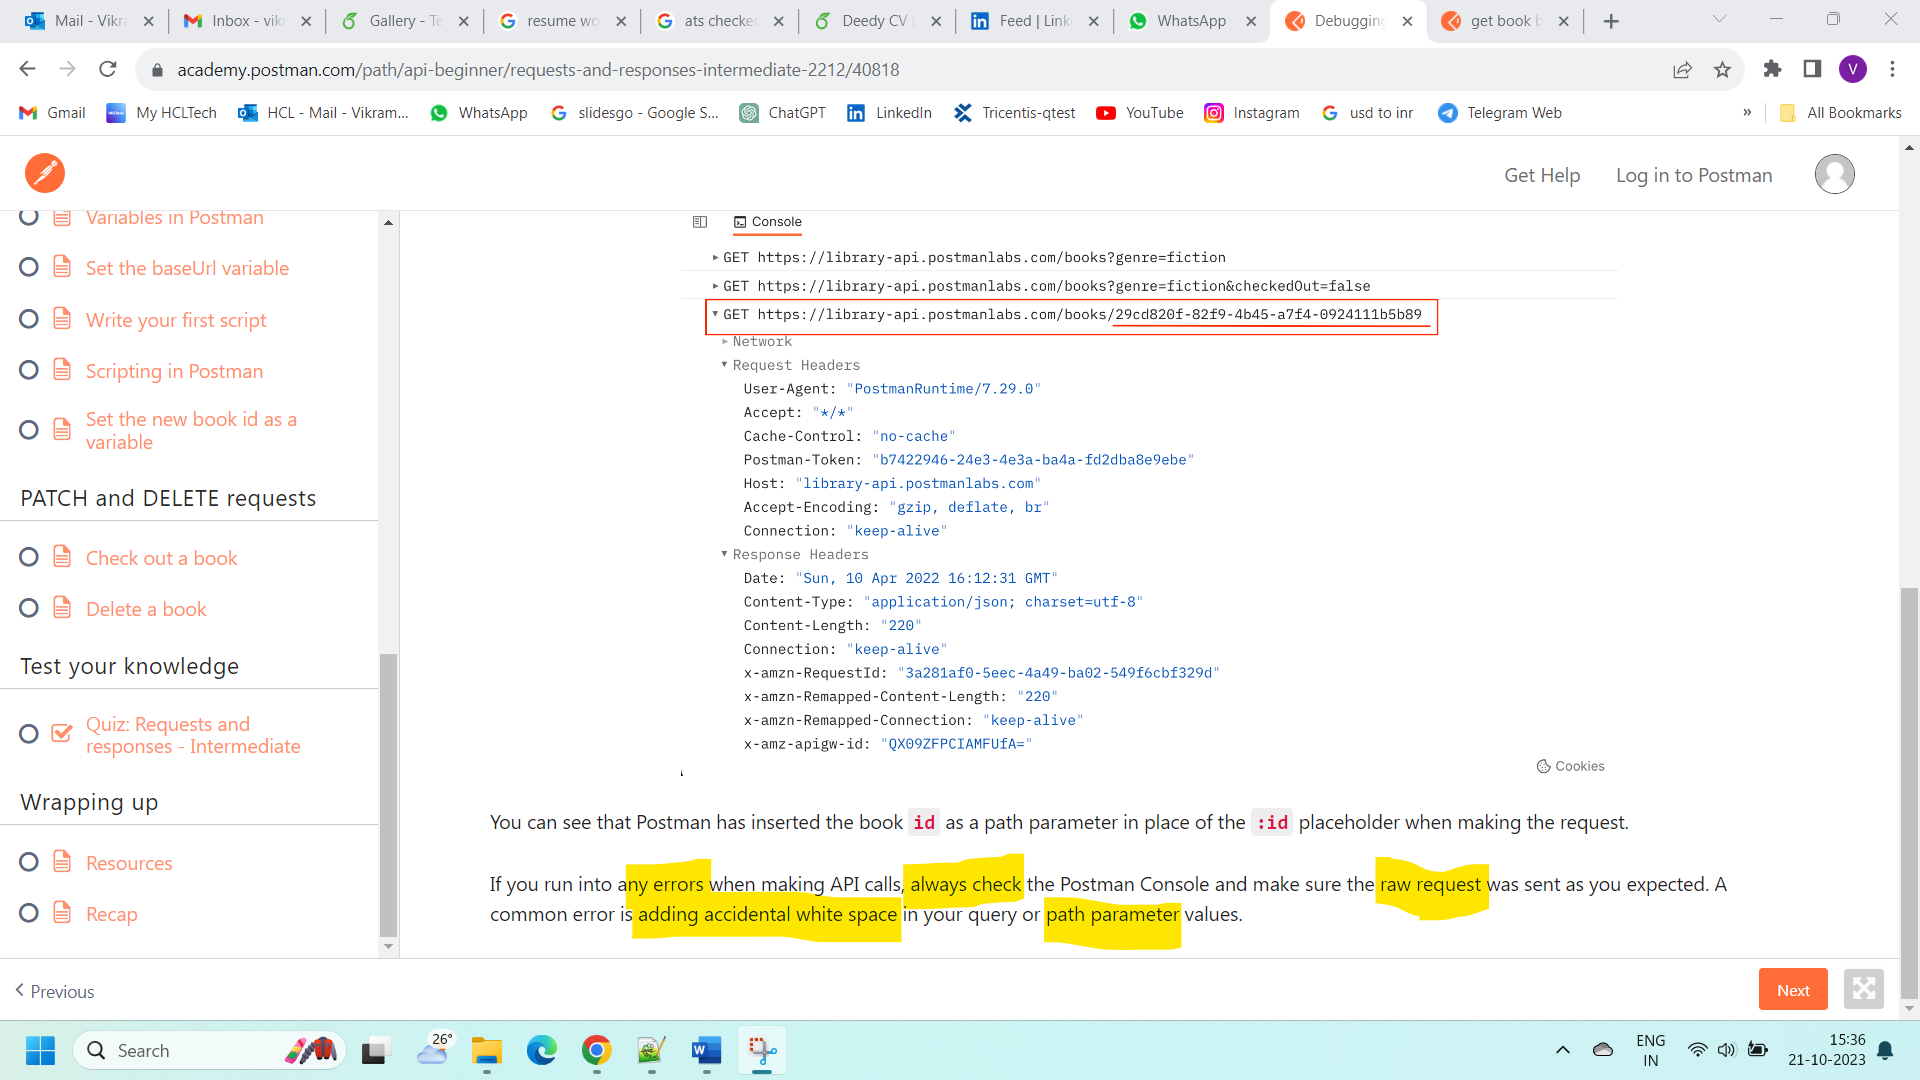 Mail - Vikra
Inbox - vik
Gallery - Te
resume wo
ats checke
Deedy CV (
Feed | Link
WhatsApp
Debugging
get book b
academy.postman.com/path/api-beginner/requests-and-responses-intermediate-2212/40818
V
Gmail
My HCLTech
HCL - Mail - Vikram...
WhatsApp
slidesgo - Google S...
ChatGPT
LinkedIn
Tricentis-qtest
YouTube
Instagram
usd to inr
Telegram Web
»
All Bookmarks
Get Help
Log in to Postman
Variables in Postman
Set the baseUrl variable
Write your first script
Scripting in Postman
Set the new book id as a
variable
PATCH and DELETE requests
Check out a book
Delete a book
Test your knowledge
Quiz: Requests and
responses - Intermediate
Wrapping up
Resources
Recap
Console
GET https://library-api.postmanlabs.com/books?genre=fiction
GET https://library-api.postmanlabs.com/books?genre=fiction&checkedOut=false
GET https://library-api.postmanlabs.com/books/29cd820f-82f9-4b45-a7f4-0924111b5b89
Network
Request Headers
User-Agent: "PostmanRuntime/7.29.0"
Accept: "*/*"
Cache-Control: "no-cache"
Postman-Token: "b7422946-24e3-4e3a-ba4a-fd2dba8e9ebe"
Host: "library-api.postmanlabs.com"
Accept-Encoding: "gzip, deflate, br"
Connection: "keep-alive"
Response Headers
Date: "Sun, 10 Apr 2022 16:12:31 GMT"
Content-Type: "application/json; charset=utf-8"
Content-Length: "220"
Connection: "keep-alive"
x-amzn-RequestId: "3a281af0-5eec-4a49-ba02-549f6cbf329d"
x-amzn-Remapped-Content-Length: "220"
x-amzn-Remapped-Connection: "keep-alive"
x-amz-apigw-id: "QX09ZFPCIAMFUfA="
Cookies
You can see that Postman has inserted the book id as a path parameter in place of the :id placeholder when making the request.
If you run into any errors when making API calls, always check the Postman Console and make sure the raw request was sent as you expected. A
common error is adding accidental white space in your query or path parameter values.
Previous
Next
Search
26°
ENG
IN
15:36
21-10-2023